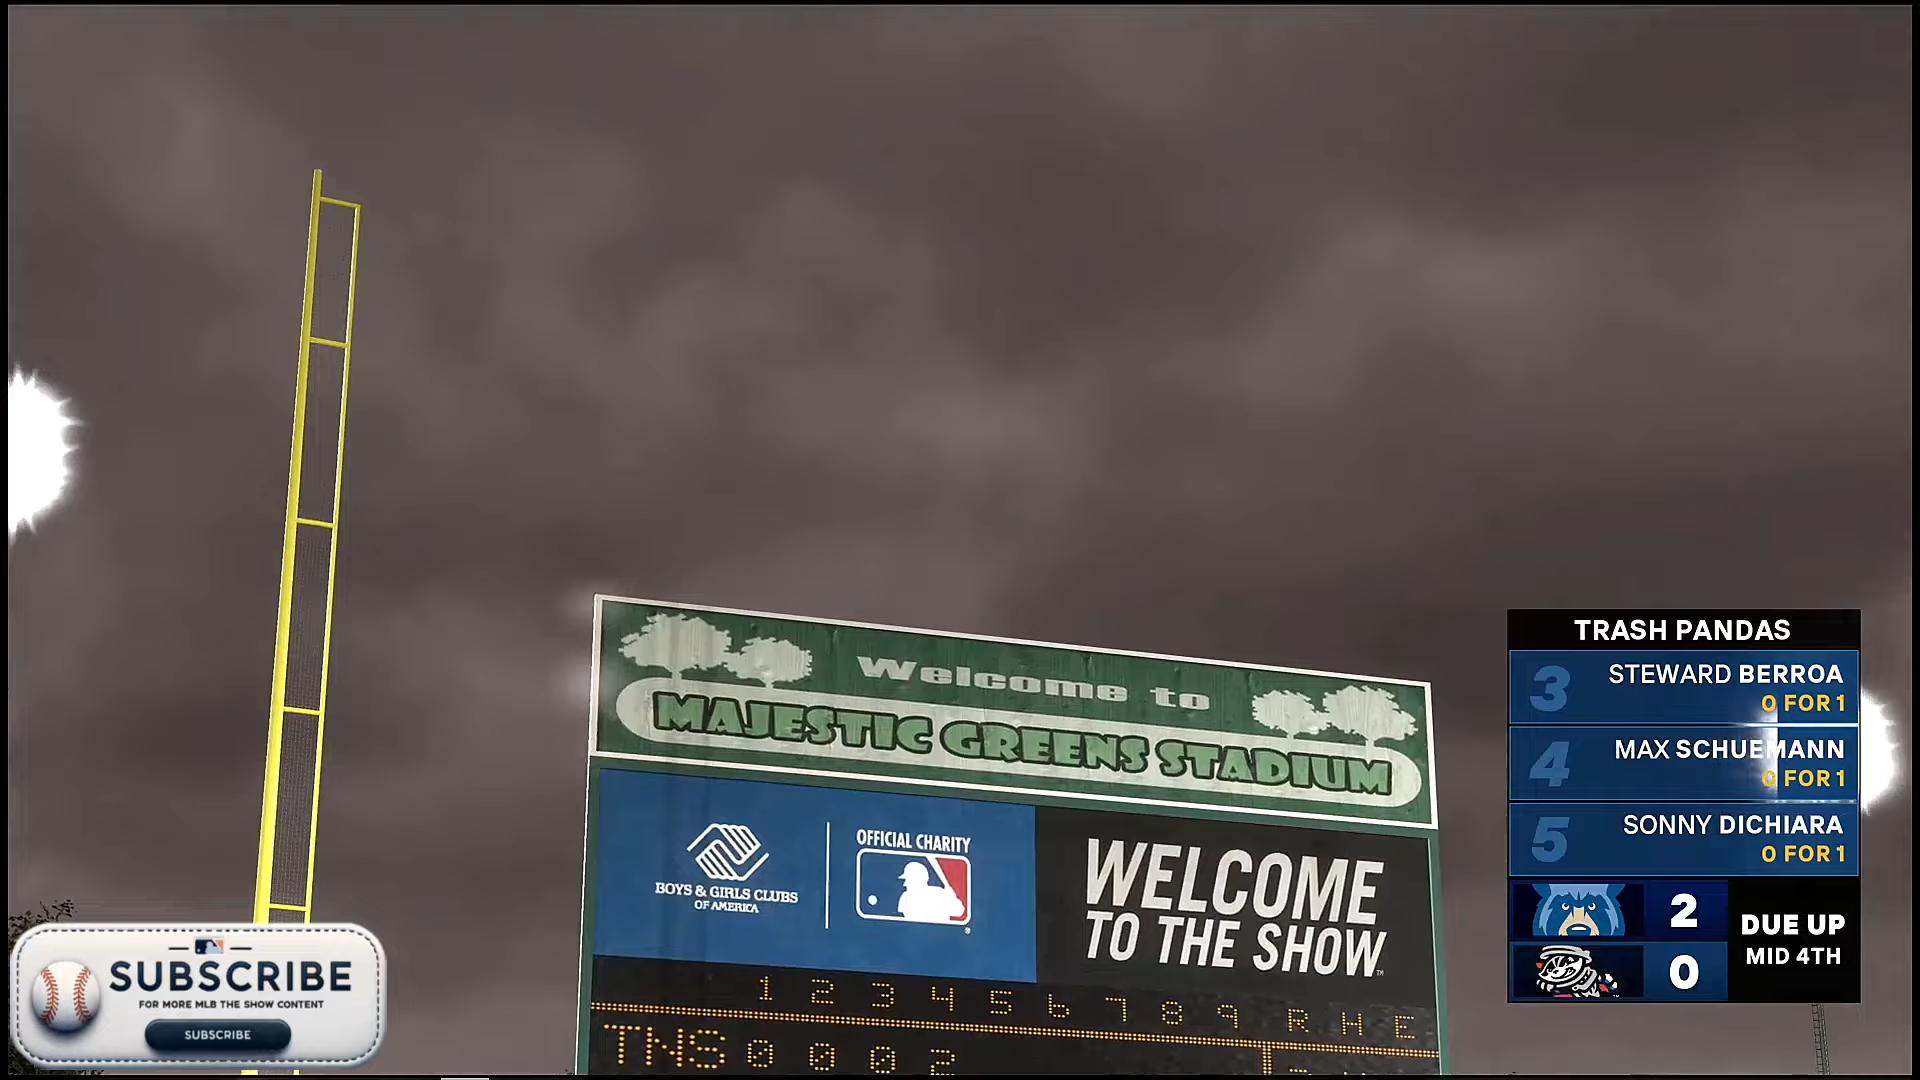 Welcome to
MAJESTIC GREENS STADIUM
BOYS & GIRLS CLUBS
OF AMERICA
OFFICIAL CHARITY
WELCOME
TO THE SHOW
1 2 3 4 5 6 7 8 9 R H E
TNS 0 0 0 2
TRASH PANDAS
3 STEWARD BERROA
0 FOR 1
4 MAX SCHUEMANN
0 FOR 1
5 SONNY DICHIARA
0 FOR 1
2
0
DUE UP
MID 4TH
SUBSCRIBE
FOR MORE MLB THE SHOW CONTENT
SUBSCRIBE